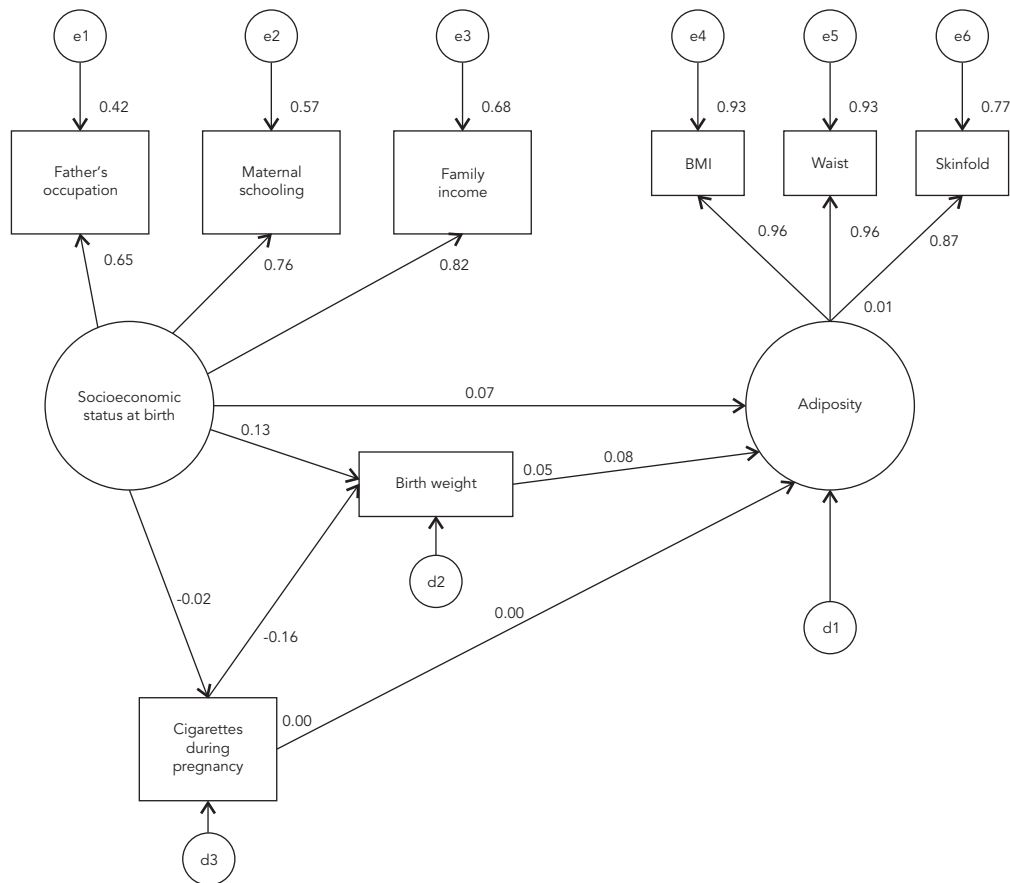 e1
e2
e3
e4
e5
e6
0.42
0.57
0.68
0.93
0.93
0.77
Father's
occupation
Maternal
schooling
Family
income
BMI
Waist
Skinfold
0.65
0.76
0.82
0.96
0.96
0.87
0.01
Socioeconomic
status at birth
0.07
Adiposity
0.13
Birth weight
0.05
0.08
d2
-0.02
-0.16
0.00
d1
Cigarettes
during
pregnancy
0.00
d3